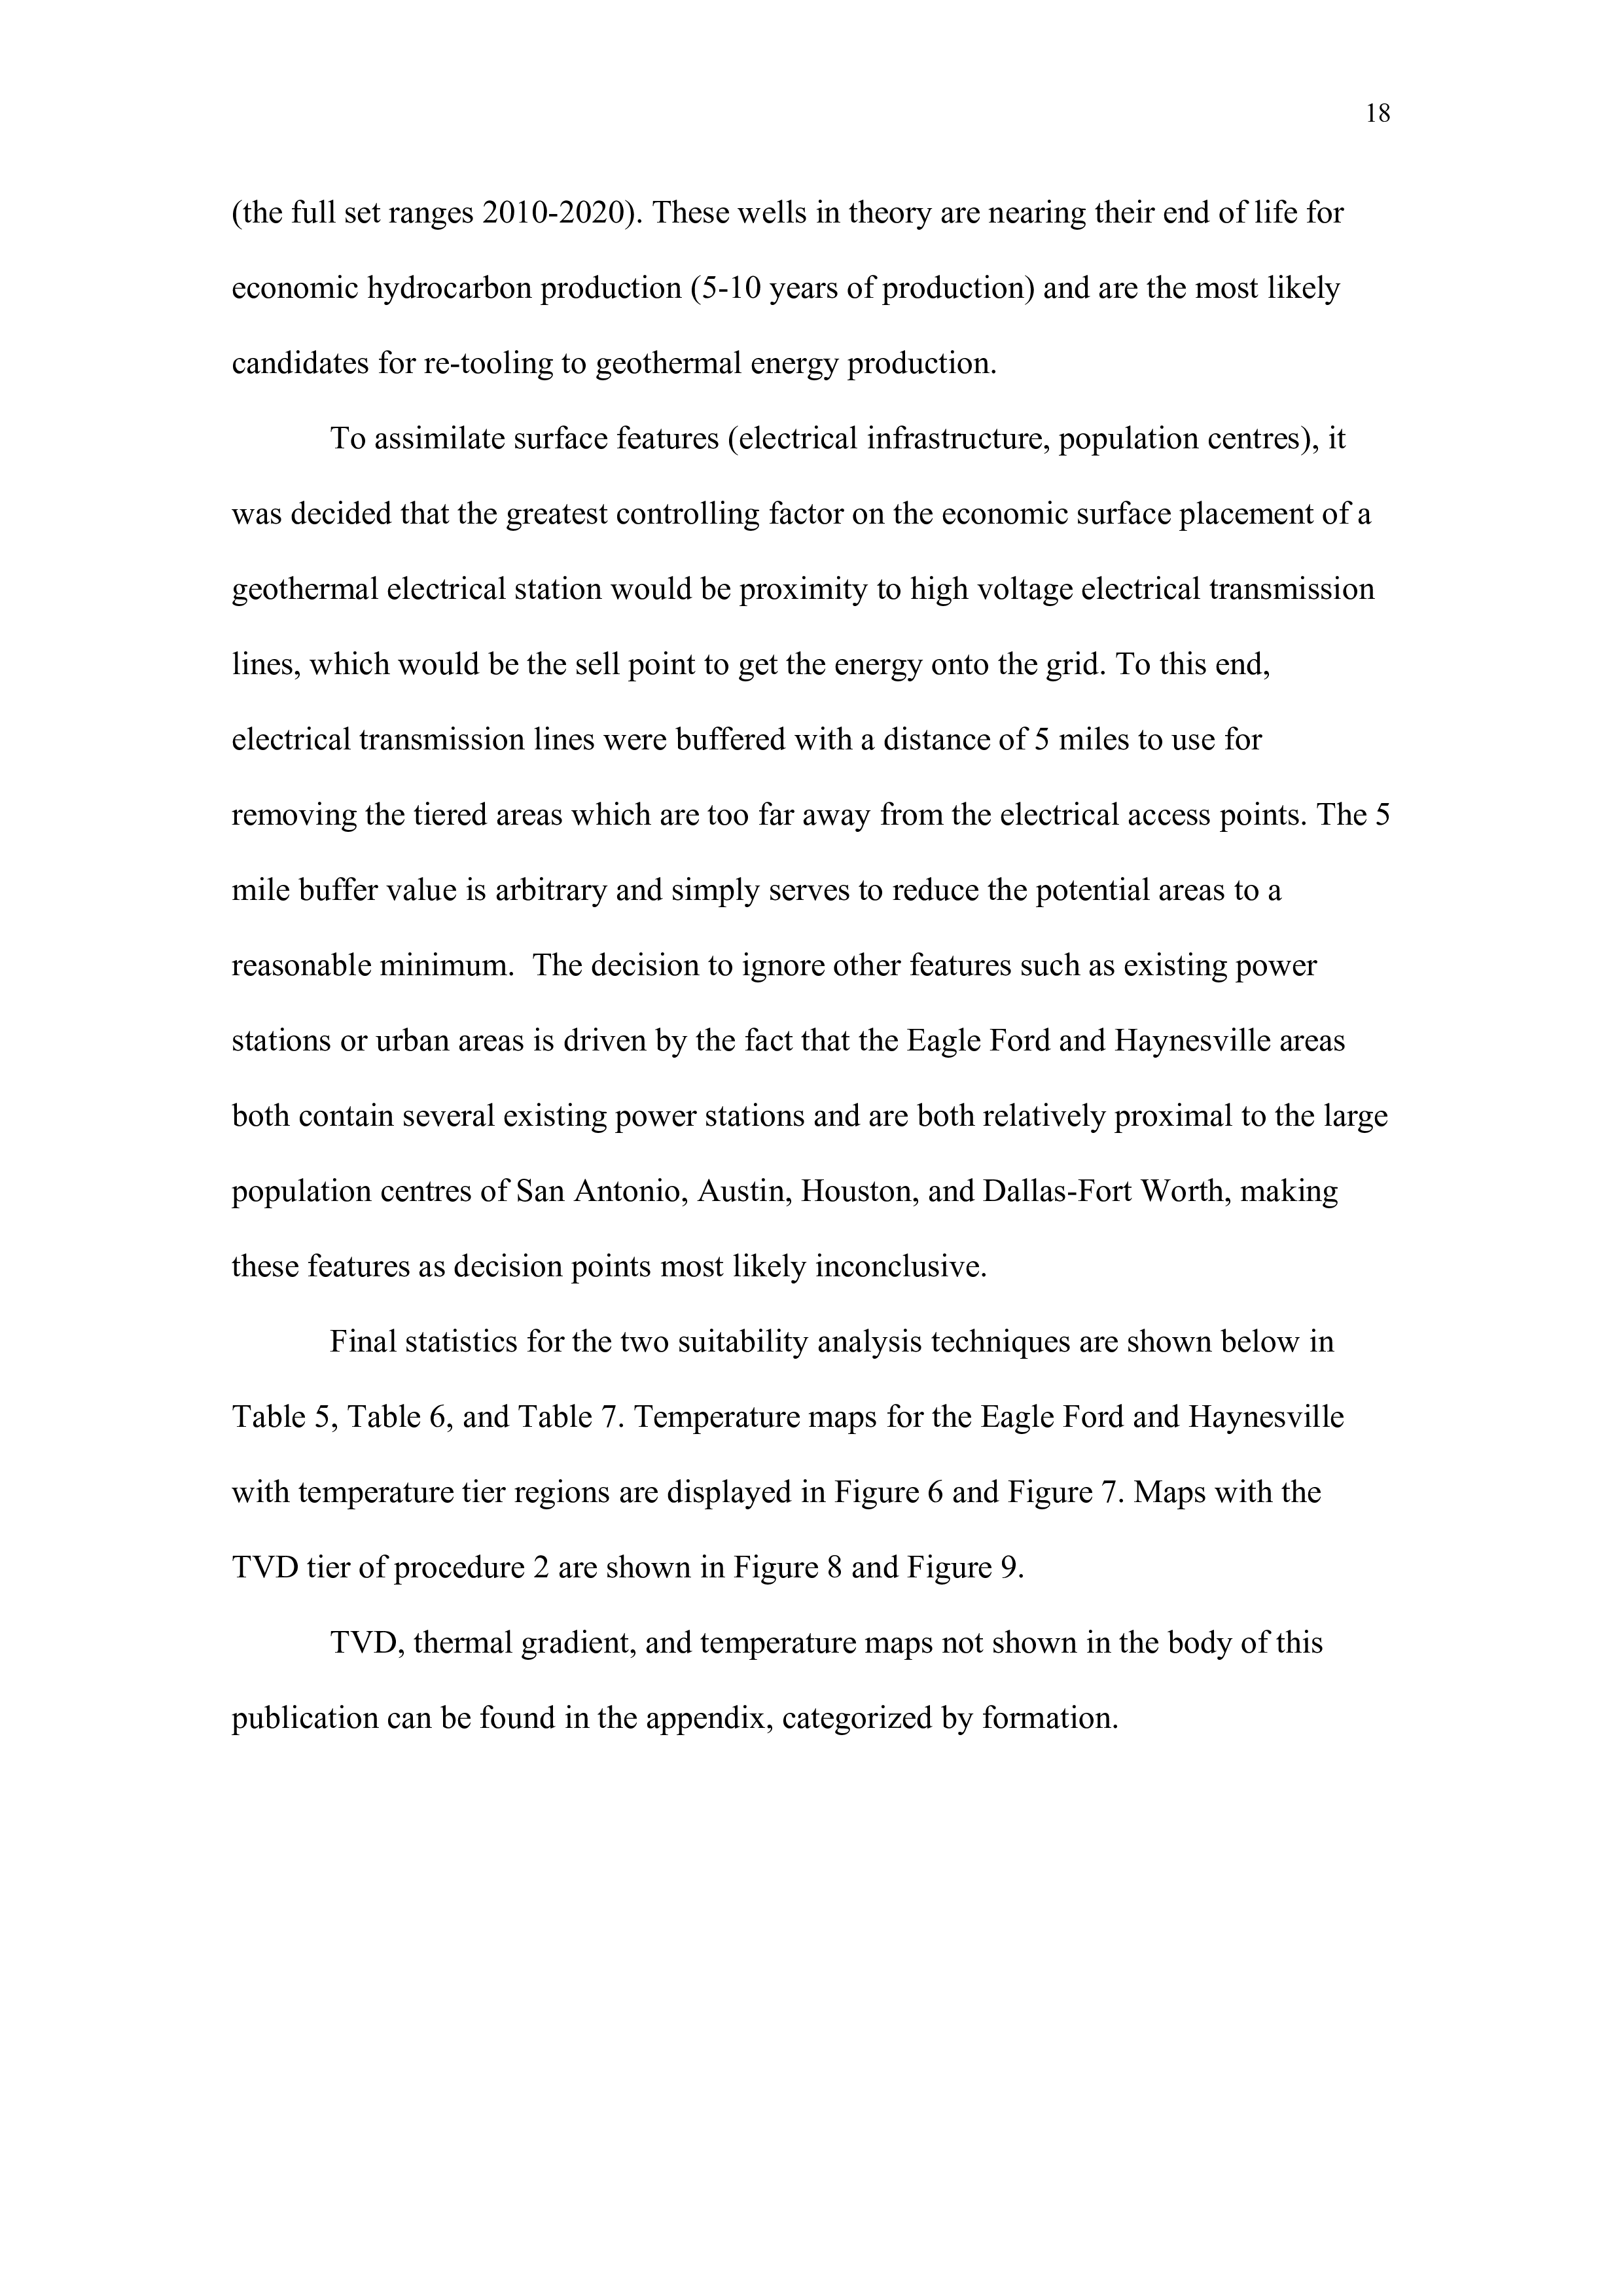 18
(the full set ranges 2010-2020). These wells in theory are nearing their end of life for
economic hydrocarbon production (5-10 years of production) and are the most likely
candidates for re-tooling to geothermal energy production.
To assimilate surface features (electrical infrastructure, population centres), it
was decided that the greatest controlling factor on the economic surface placement of a
geothermal electrical station would be proximity to high voltage electrical transmission
lines, which would be the sell point to get the energy onto the grid. To this end,
electrical transmission lines were buffered with a distance of 5 miles to use for
removing the tiered areas which are too far away from the electrical access points. The 5
mile buffer value is arbitrary and simply serves to reduce the potential areas to a
reasonable minimum.  The decision to ignore other features such as existing power
stations or urban areas is driven by the fact that the Eagle Ford and Haynesville areas
both contain several existing power stations and are both relatively proximal to the large
population centres of San Antonio, Austin, Houston, and Dallas-Fort Worth, making
these features as decision points most likely inconclusive.
Final statistics for the two suitability analysis techniques are shown below in
Table 5, Table 6, and Table 7. Temperature maps for the Eagle Ford and Haynesville
with temperature tier regions are displayed in Figure 6 and Figure 7. Maps with the
TVD tier of procedure 2 are shown in Figure 8 and Figure 9.
TVD, thermal gradient, and temperature maps not shown in the body of this
publication can be found in the appendix, categorized by formation.